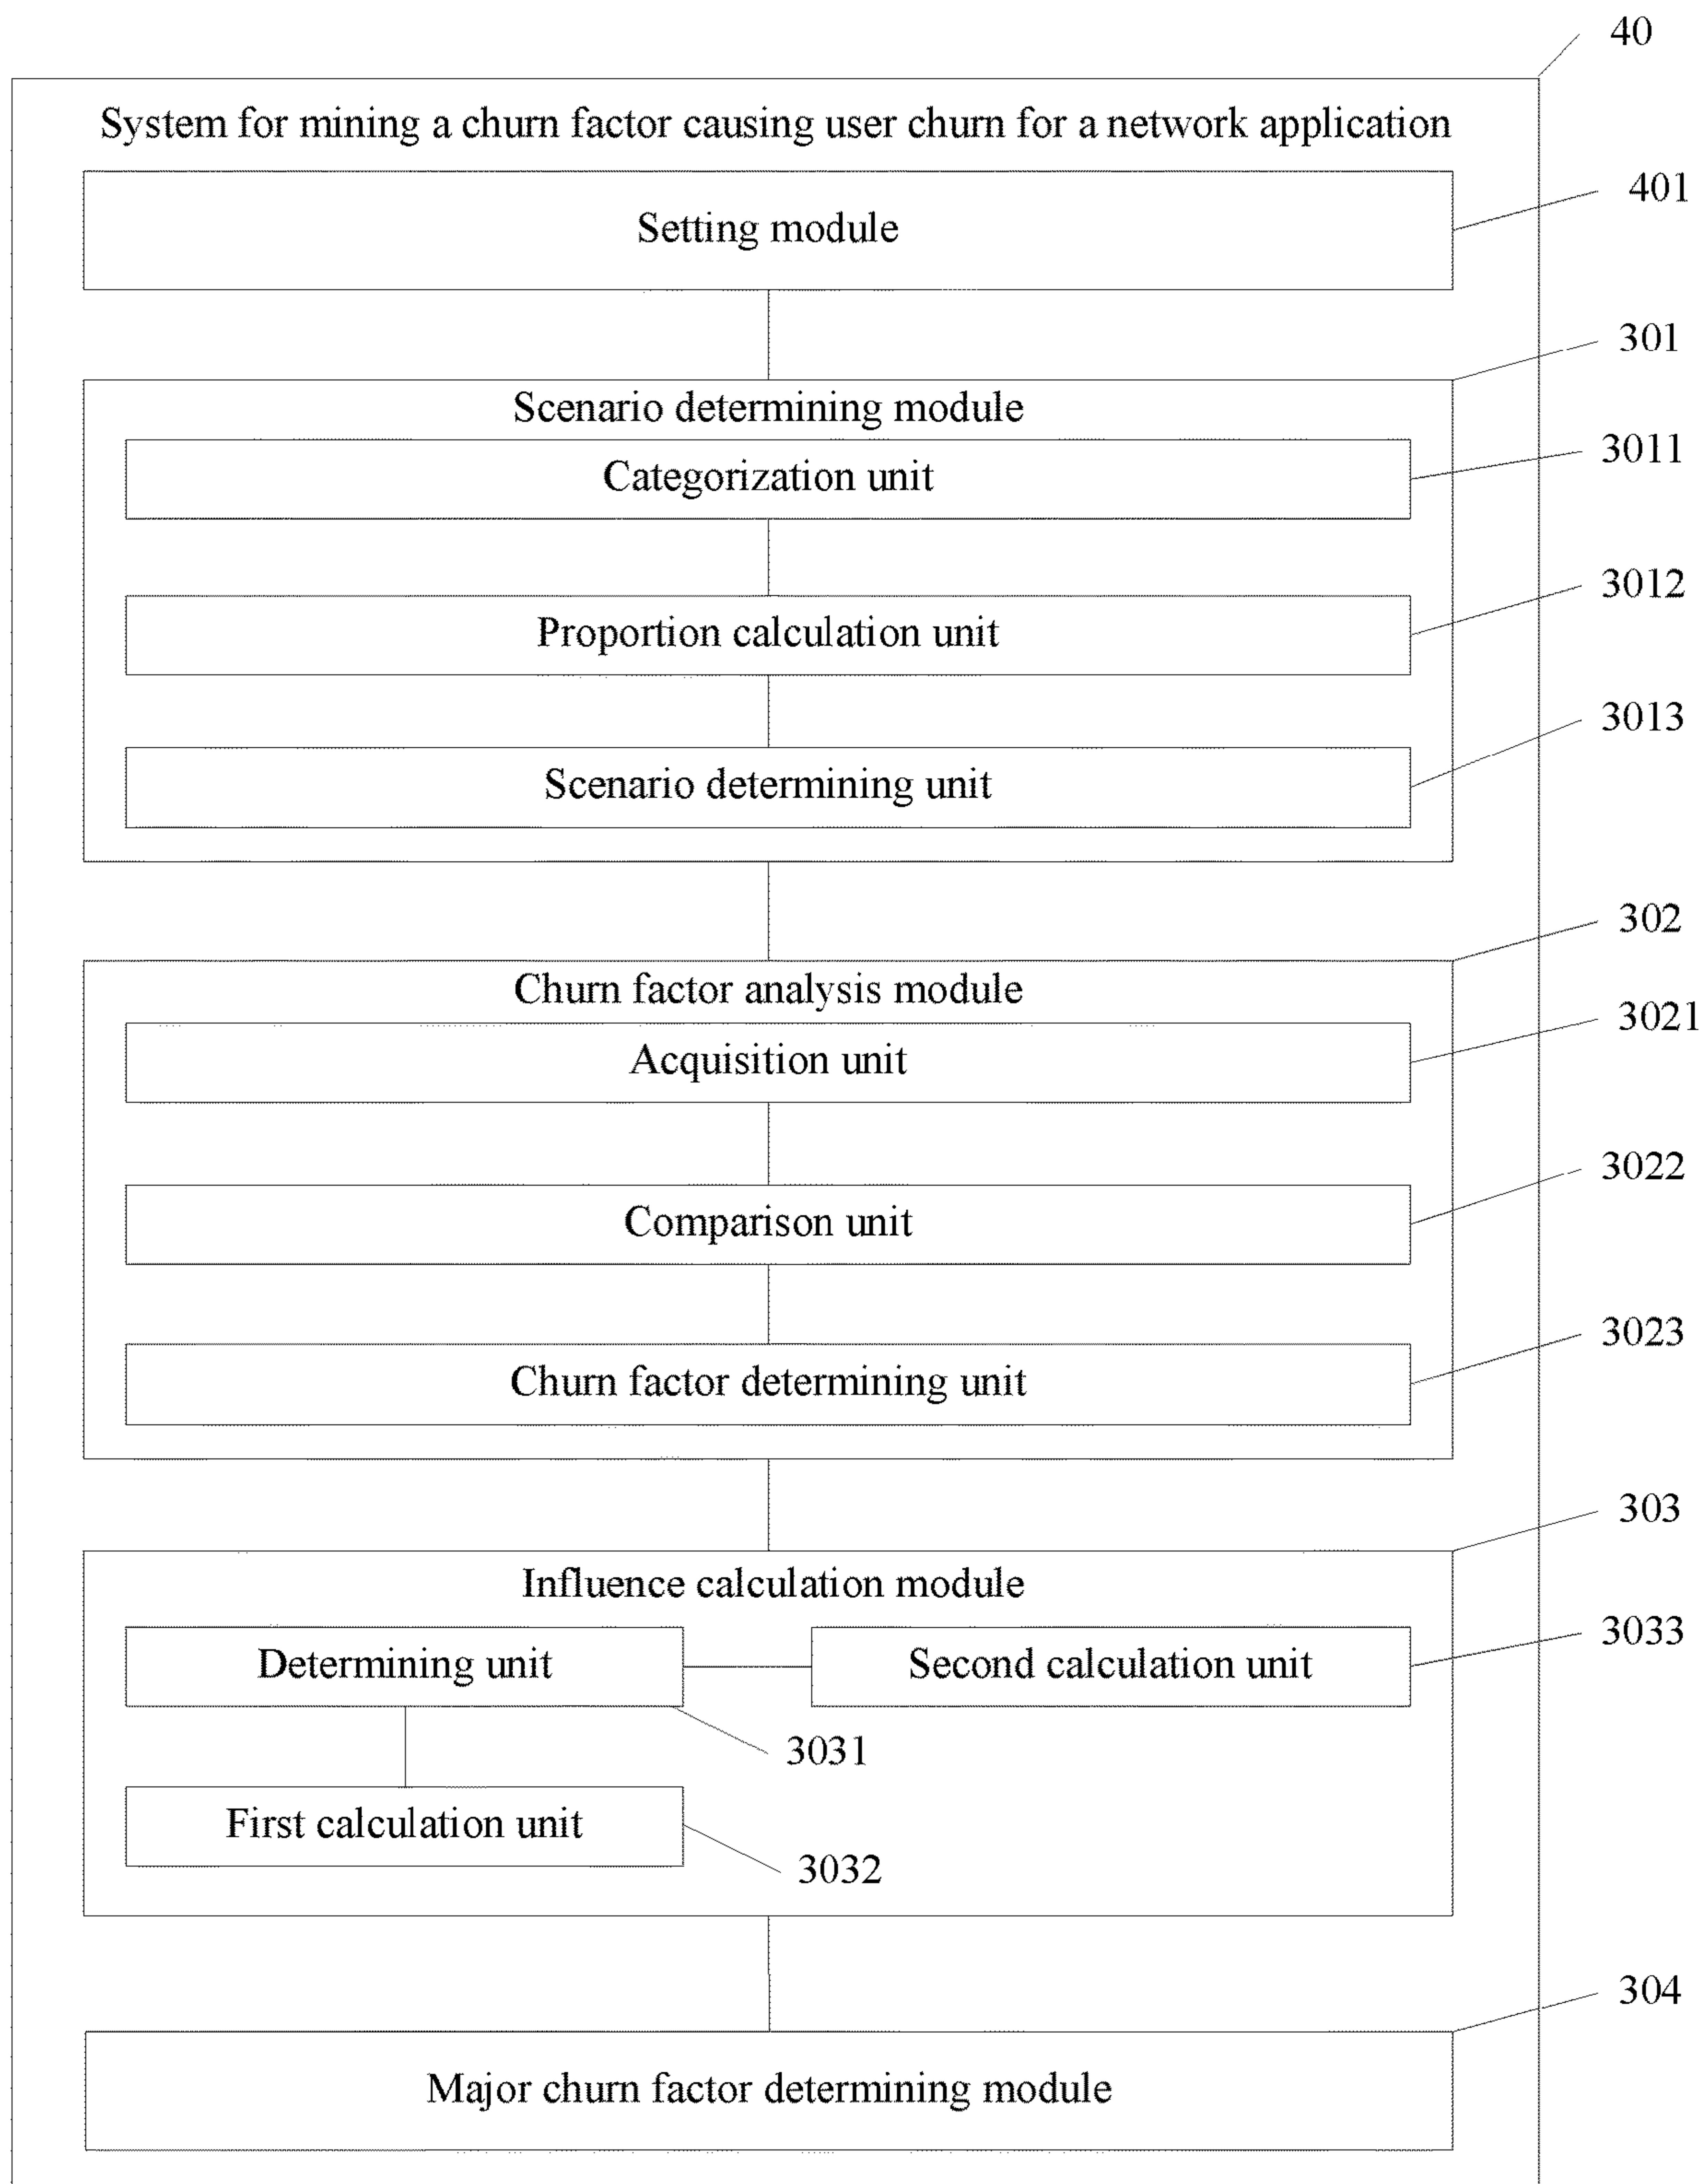 40
System for mining a churn factor causing user churn for a network application
401
Setting module
301
Scenario determining module
3011
Categorization unit
3012
Proportion calculation unit
3013
Scenario determining unit
302
Churn factor analysis module
3021
Acquisition unit
3022
Comparison unit
3023
Churn factor determining unit
303
Influence calculation module
3033
Determining unit
Second calculation unit
3031
First calculation unit
3032
304
Major churn factor determining module